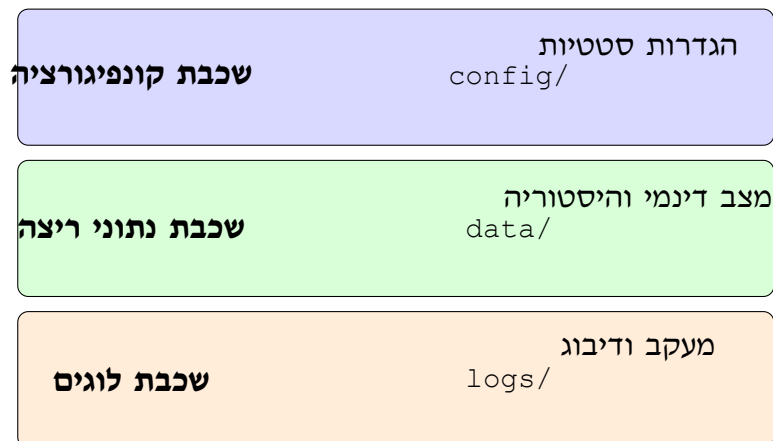 הגדרות סטטיות
config/
שכבת קונפיגורציה
מצב דינמי והיסטוריה
data/
שכבת נתוני ריצה
מעקב ודיבוג
logs/
שכבת לוגים